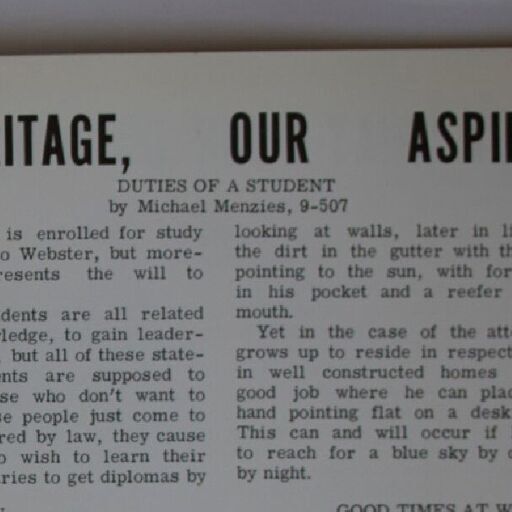 ITAGE, OUR ASPI
DUTIES OF A STUDENT
by Michael Menzies, 9-507
is enrolled for study
o Webster, but more-
resents the will to
dents are all related
ledge, to gain leader-
, but all of these state-
nts are supposed to
se who don't want to
se people just come to
red by law, they cause
o wish to learn their
ries to get diplomas by
looking at walls, later in li
the dirt in the gutter with th
pointing to the sun, with for
in his pocket and a reefer
mouth.
Yet in the case of the att
grows up to reside in respect
in well constructed homes
good job where he can plac
hand pointing flat on a desk
This can and will occur if
to reach for a blue sky by
by night.
GOOD TIMES AT W